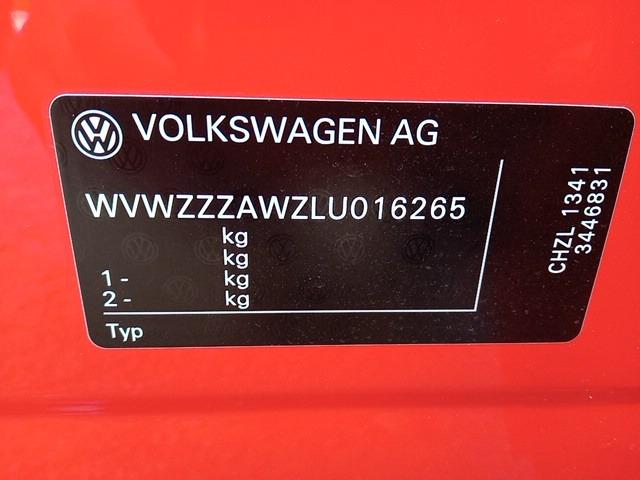 VOLKSWAGEN AG
WVWZZZAWZLU016265
kg
kg
1 - kg
2 - kg
Typ
CHZL 1341
3446831